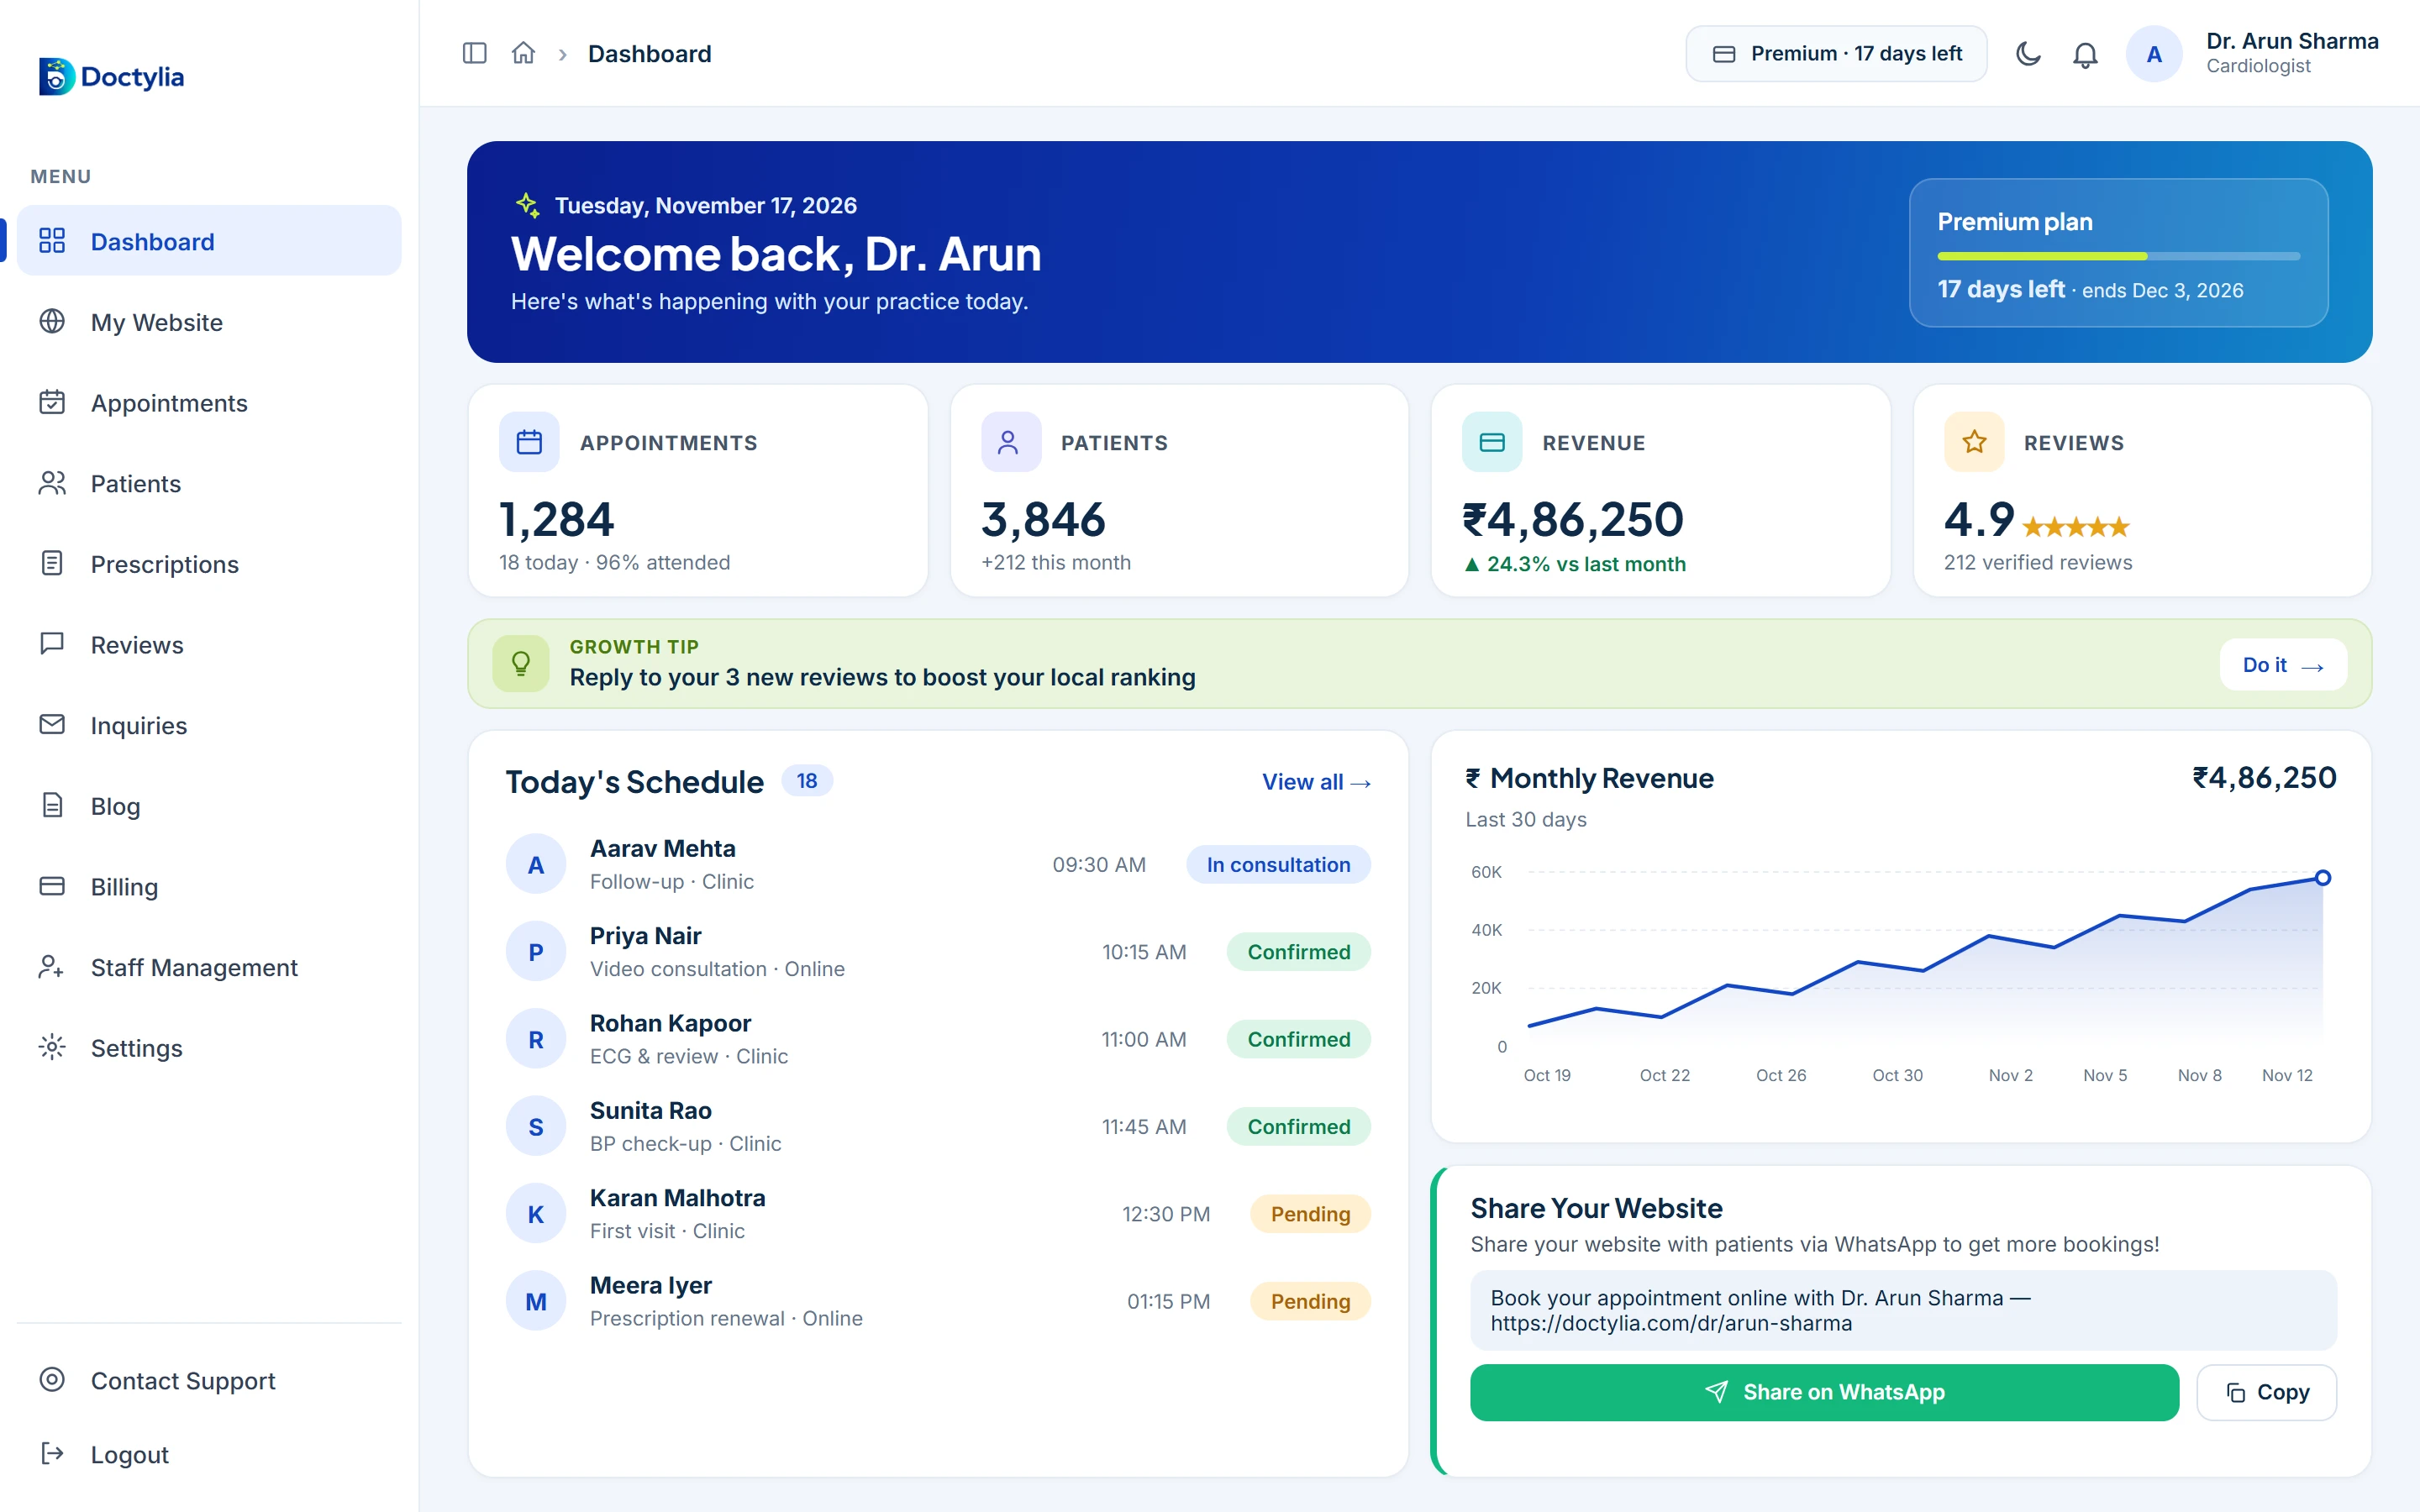 Doctylia
MENU
Dashboard
My Website
Appointments
Patients
Prescriptions
Reviews
Inquiries
Blog
Billing
Staff Management
Settings
Contact Support
Logout
› Dashboard
Premium · 17 days left
A
Dr. Arun Sharma
Cardiologist
Tuesday, November 17, 2026
Welcome back, Dr. Arun
Here's what's happening with your practice today.
Premium plan
17 days left · ends Dec 3, 2026
APPOINTMENTS
1,284
18 today · 96% attended
PATIENTS
3,846
+212 this month
REVENUE
₹4,86,250
▲ 24.3% vs last month
REVIEWS
4.9 ★★★★★
212 verified reviews
GROWTH TIP
Reply to your 3 new reviews to boost your local ranking
Do it →
Today's Schedule 18
View all →
A
Aarav Mehta
Follow-up · Clinic
09:30 AM
In consultation
P
Priya Nair
Video consultation · Online
10:15 AM
Confirmed
R
Rohan Kapoor
ECG & review · Clinic
11:00 AM
Confirmed
S
Sunita Rao
BP check-up · Clinic
11:45 AM
Confirmed
K
Karan Malhotra
First visit · Clinic
12:30 PM
Pending
M
Meera Iyer
Prescription renewal · Online
01:15 PM
Pending
₹ Monthly Revenue
₹4,86,250
Last 30 days
60K
40K
20K
0
Oct 19 Oct 22 Oct 26 Oct 30 Nov 2 Nov 5 Nov 8 Nov 12
Share Your Website
Share your website with patients via WhatsApp to get more bookings!
Book your appointment online with Dr. Arun Sharma —
https://doctylia.com/dr/arun-sharma
Share on WhatsApp
Copy